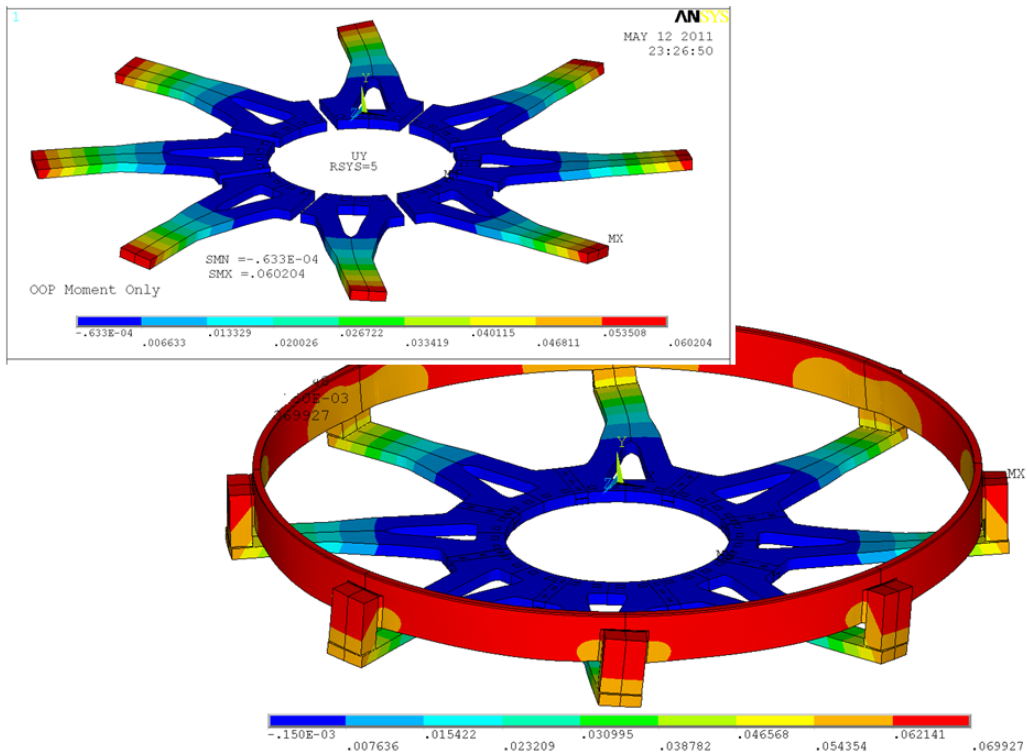 1
ANSYS
MAY 12 2011
23:26:50
Y
Z
UY
RSYS=5
MX
SMN =-.633E-04
SMX =.060204
OOP Moment Only
-.633E-04 .013329 .026722 .040115 .053508
.006633 .020026 .033419 .046811 .060204
Y
Z
MX
-.150E-03 .015422 .030995 .046568 .062141
.007636 .023209 .038782 .054354 .069927